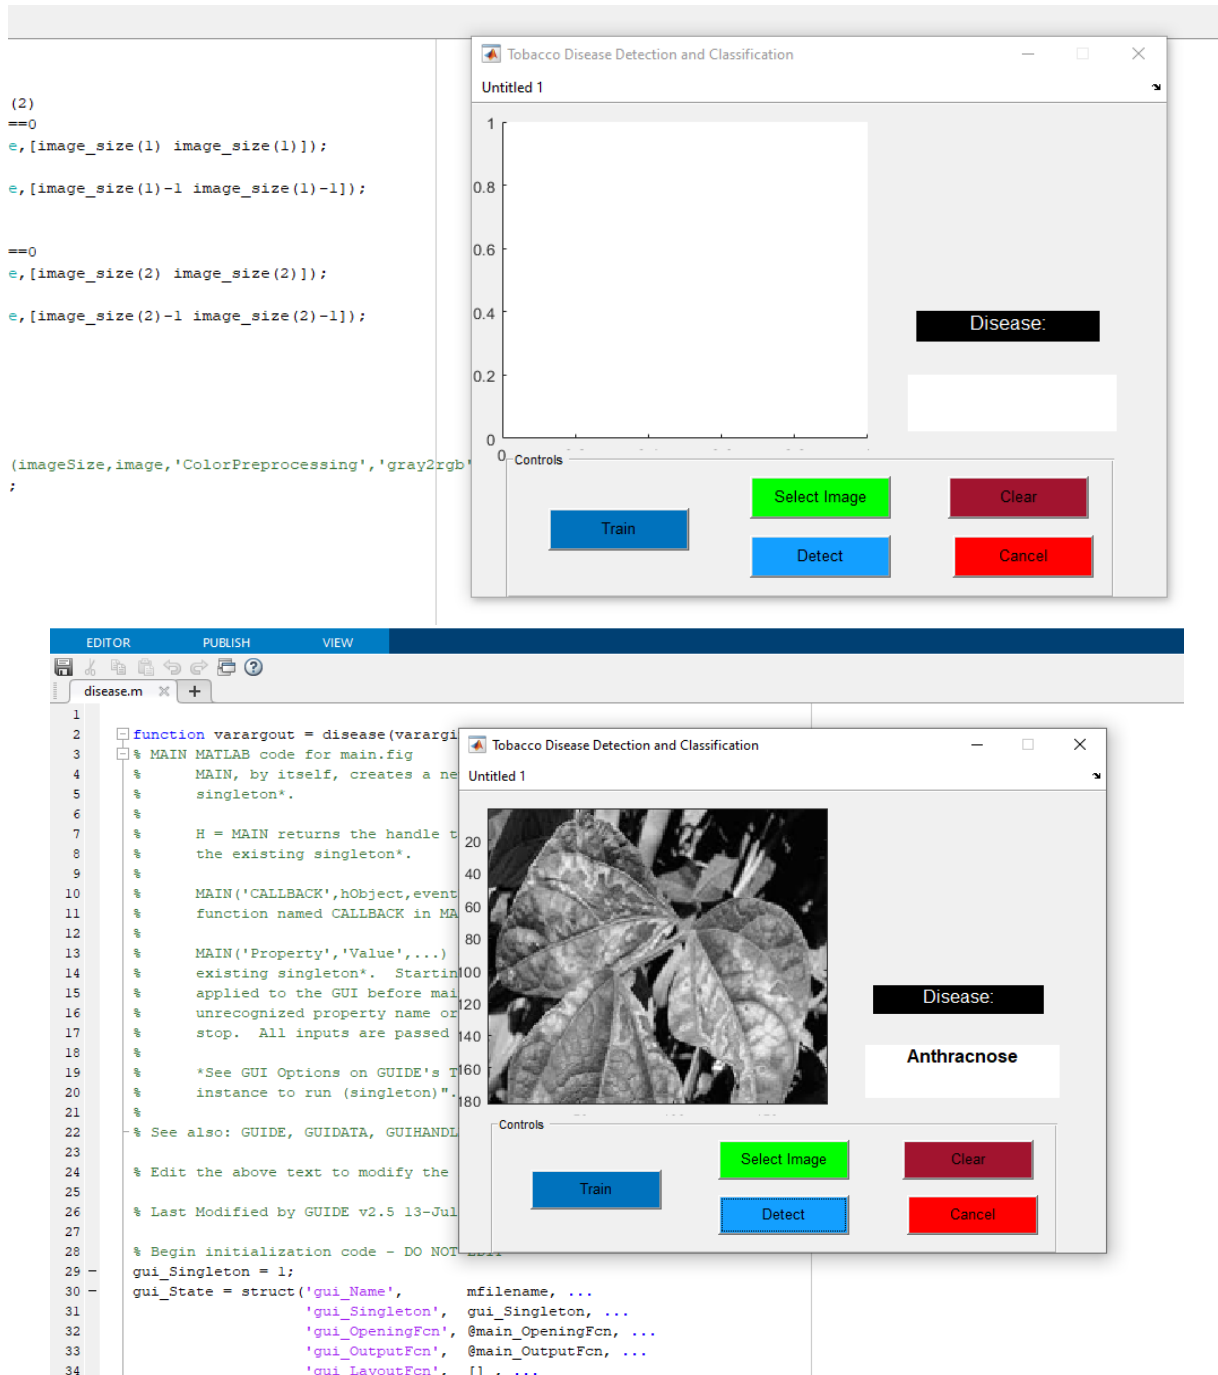 Tobacco Disease Detection and Classification
Untitled 1
(2)
==0
e,[image_size(1) image_size(1)]);
e,[image_size(1)-1 image_size(1)-1]);
==0
e,[image_size(2) image_size(2)]);
e,[image_size(2)-1 image_size(2)-1]);
(imageSize,image,'ColorPreprocessing','gray2rgb'
;
1
0.8
0.6
0.4
0.2
0
0
Disease:
Controls
Select Image
Clear
Train
Detect
Cancel
EDITOR PUBLISH VIEW
disease.m
1
2 function varargout = disease(varargi
3 % MAIN MATLAB code for main.fig
4 % MAIN, by itself, creates a ne
5 % singleton*.
6 %
7 % H = MAIN returns the handle t
8 % the existing singleton*.
9 %
10 % MAIN('CALLBACK',hObject,event
11 % function named CALLBACK in MA
12 %
13 % MAIN('Property','Value',...)
14 % existing singleton*. Startin
15 % applied to the GUI before mai
16 % unrecognized property name or
17 % stop. All inputs are passed
18 %
19 % *See GUI Options on GUIDE's T
20 % instance to run (singleton)".
21 %
22 % See also: GUIDE, GUIDATA, GUIHANDL
23
24 % Edit the above text to modify the
25
26 % Last Modified by GUIDE v2.5 13-Jul
27
28 % Begin initialization code - DO NOT EDIT
29 gui_Singleton = 1;
30 gui_State = struct('gui_Name', mfilename, ...
31 'gui_Singleton', gui_Singleton, ...
32 'gui_OpeningFcn', @main_OpeningFcn, ...
33 'gui_OutputFcn', @main_OutputFcn, ...
34 'gui_LayoutFcn', [] , ...
Tobacco Disease Detection and Classification
Untitled 1
20
40
60
80
100
120
140
160
180
Disease:
Anthracnose
Controls
Select Image
Clear
Train
Detect
Cancel